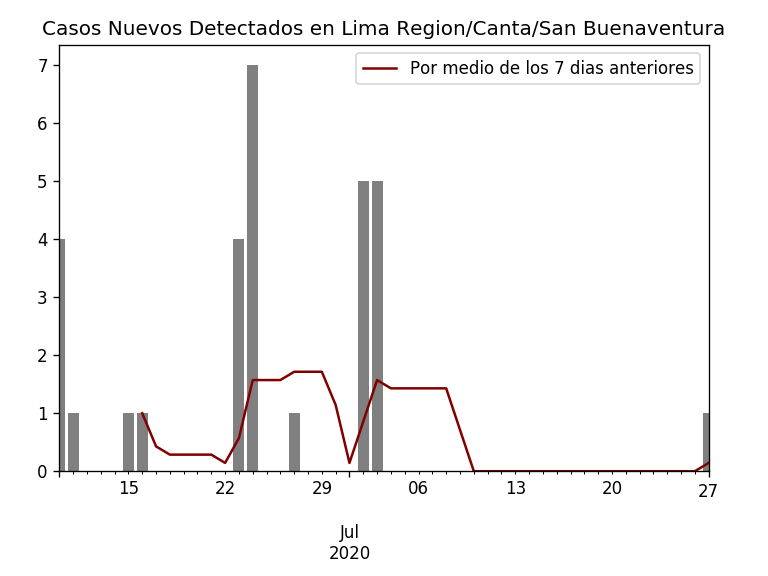 Casos Nuevos Detectados en Lima Region/Canta/San Buenaventura
Por medio de los 7 dias anteriores
7
6
5
4
3
2
1
0
15 22 29 06 13 20 27
Jul
2020